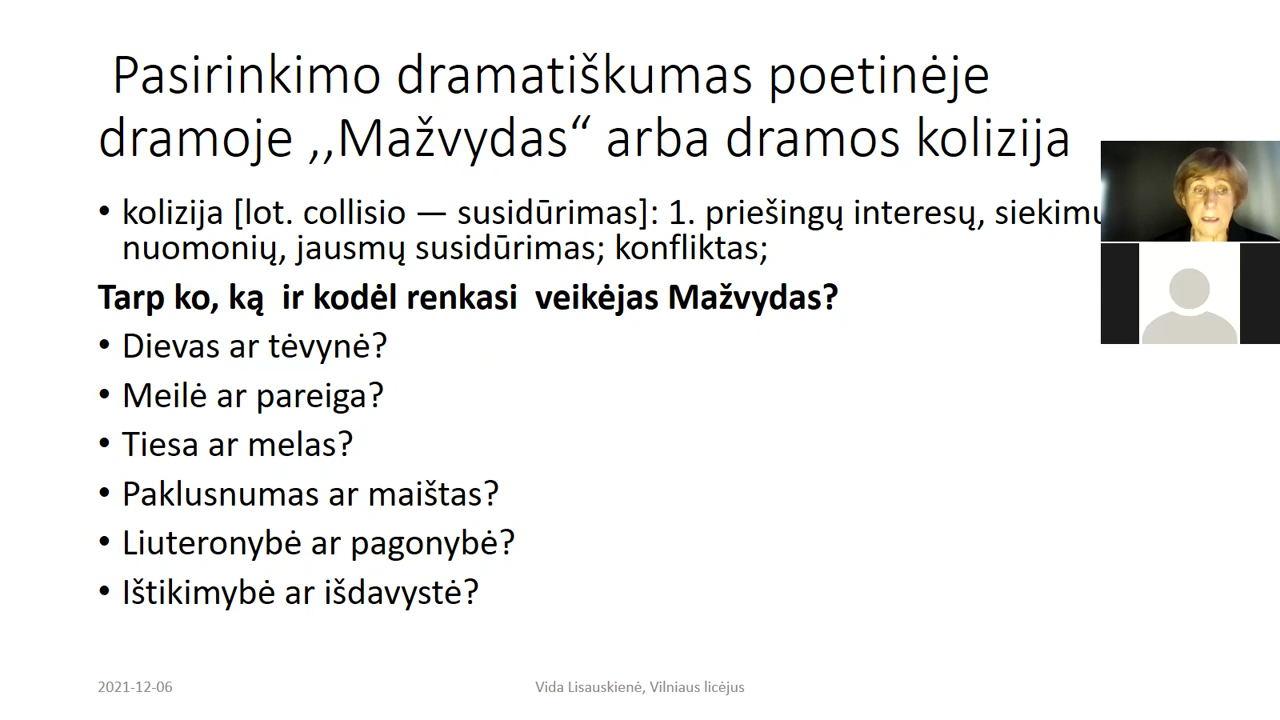 Pasirinkimo dramatiškumas poetinėje
dramoje ,,Mažvydas“ arba dramos kolizija
• kolizija [lot. collisio — susidūrimas]: 1. priešingų interesų,
nuomonių, jausmų susidūrimas; konfliktas;
Tarp ko, ką ir kodėl renkasi veikėjas Mažvydas?
• Dievas ar tėvynė?
• Meilė ar pareiga?
• Tiesa ar melas?
• Paklusnumas ar maištas?
• Liuteronybė ar pagonybė?
• Ištikimybė ar išdavystė?
2021-12-06
Vida Lisauskienė, Vilniaus licėjus